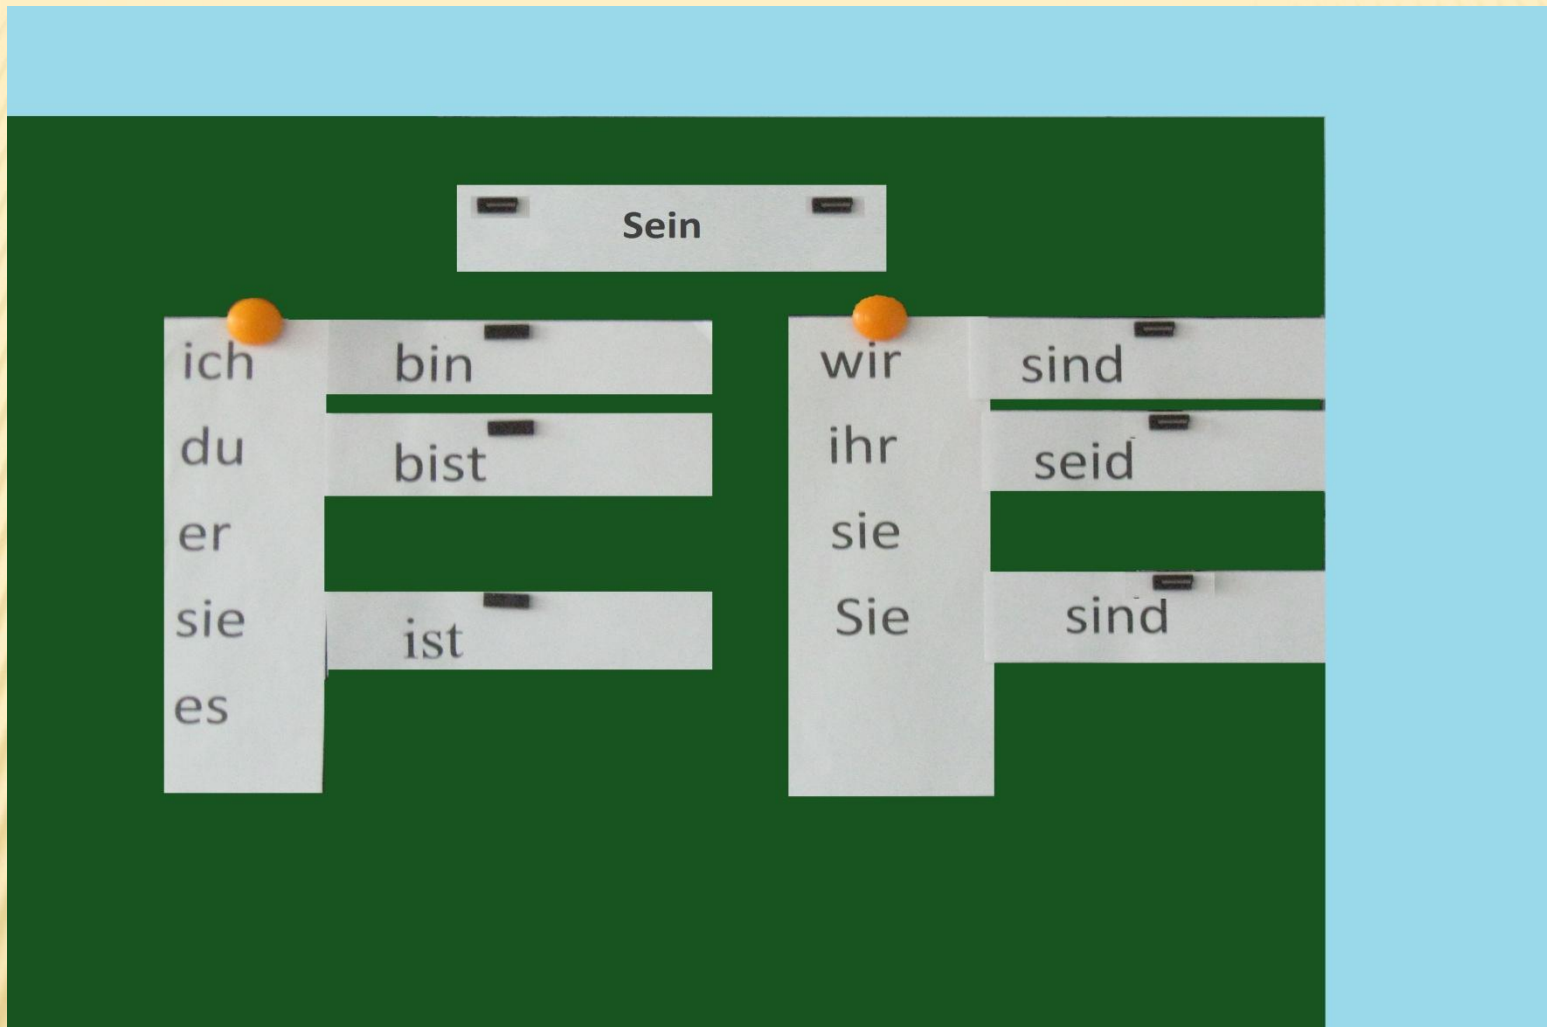 Sein
ich bin
du bist
er
sie ist
es
wir sind
ihr seid
sie
Sie sind